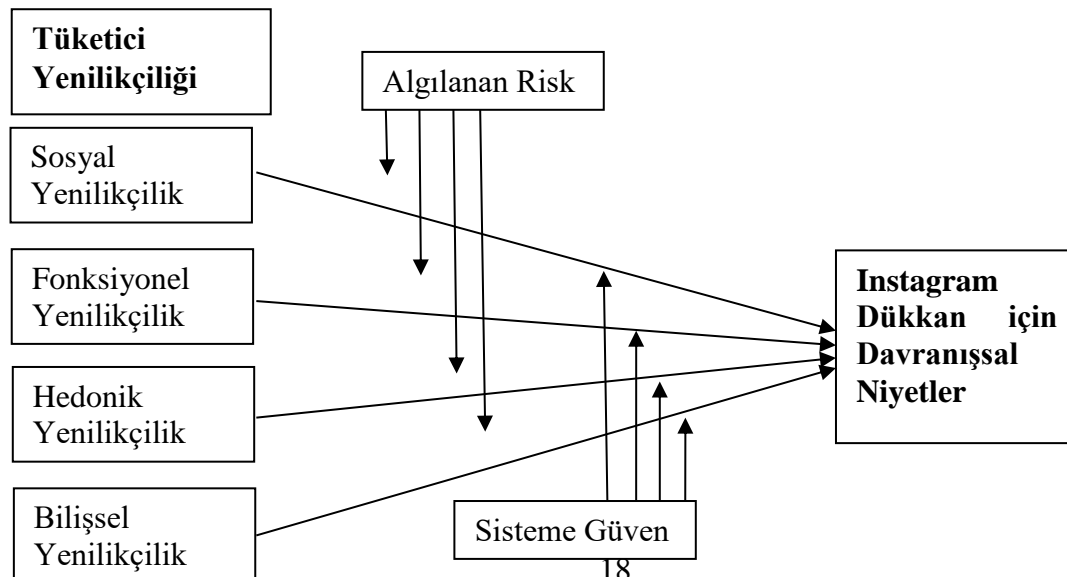 Tüketici
Yenilikçiliği
Algılanan Risk
Sosyal
Yenilikçilik
Fonksiyonel
Yenilikçilik
Instagram
Dükkan için
Davranışsal
Niyetler
Hedonik
Yenilikçilik
Bilişsel
Yenilikçilik
Sisteme Güven
18